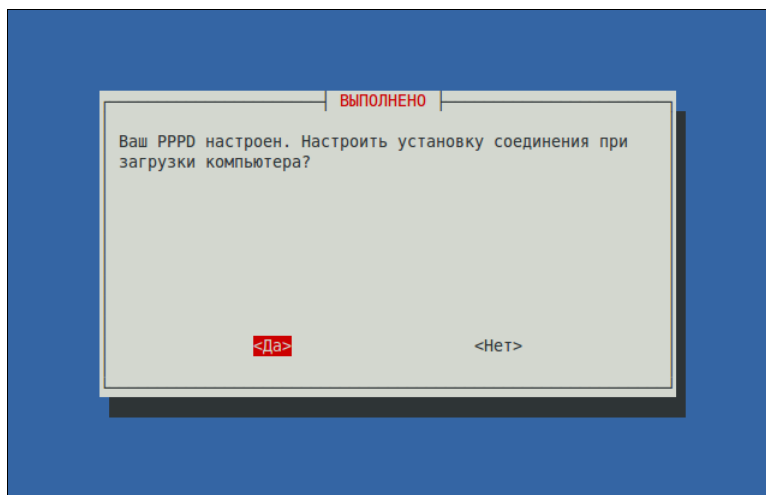 ВЫПОЛНЕНО
Ваш PPPD настроен. Настроить установку соединения при
загрузки компьютера?
<Да> <Нет>